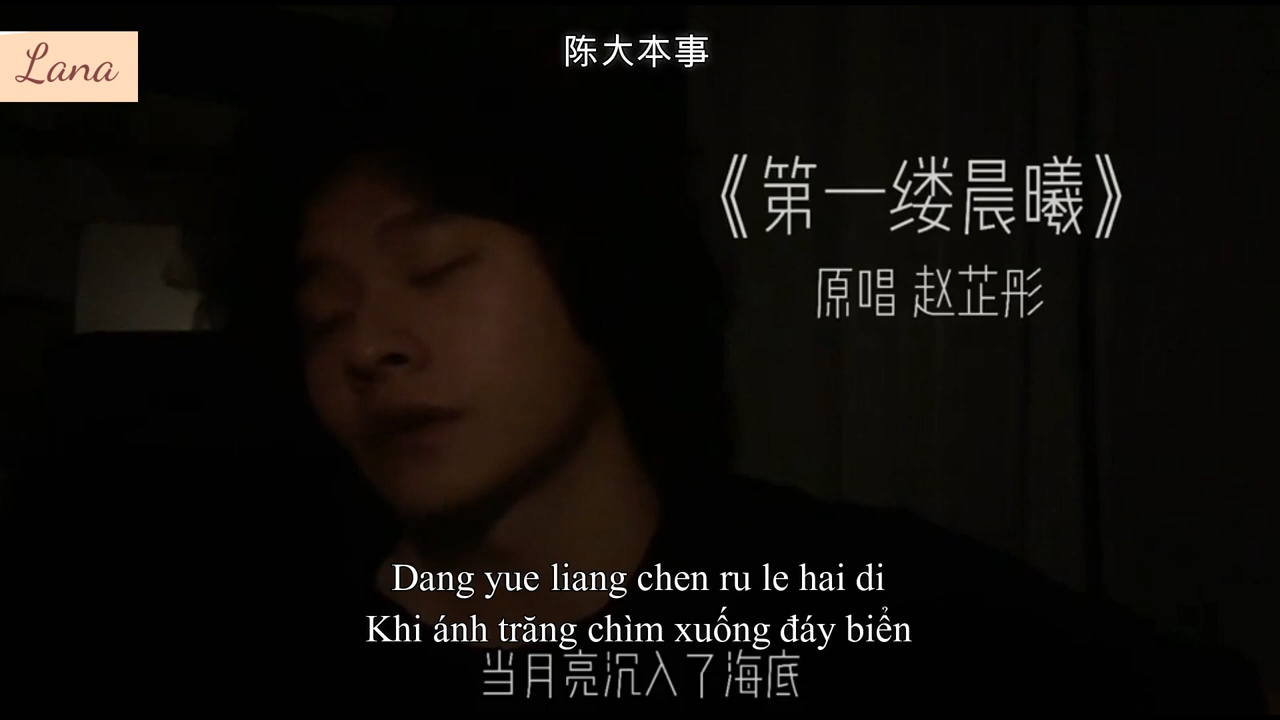 Lana
陈大本事
《第一缕晨曦》
原唱 赵芷彤
Dang yue liang chen ru le hai di
Khi ánh trăng chìm xuống đáy biển
当月亮沉入了海底